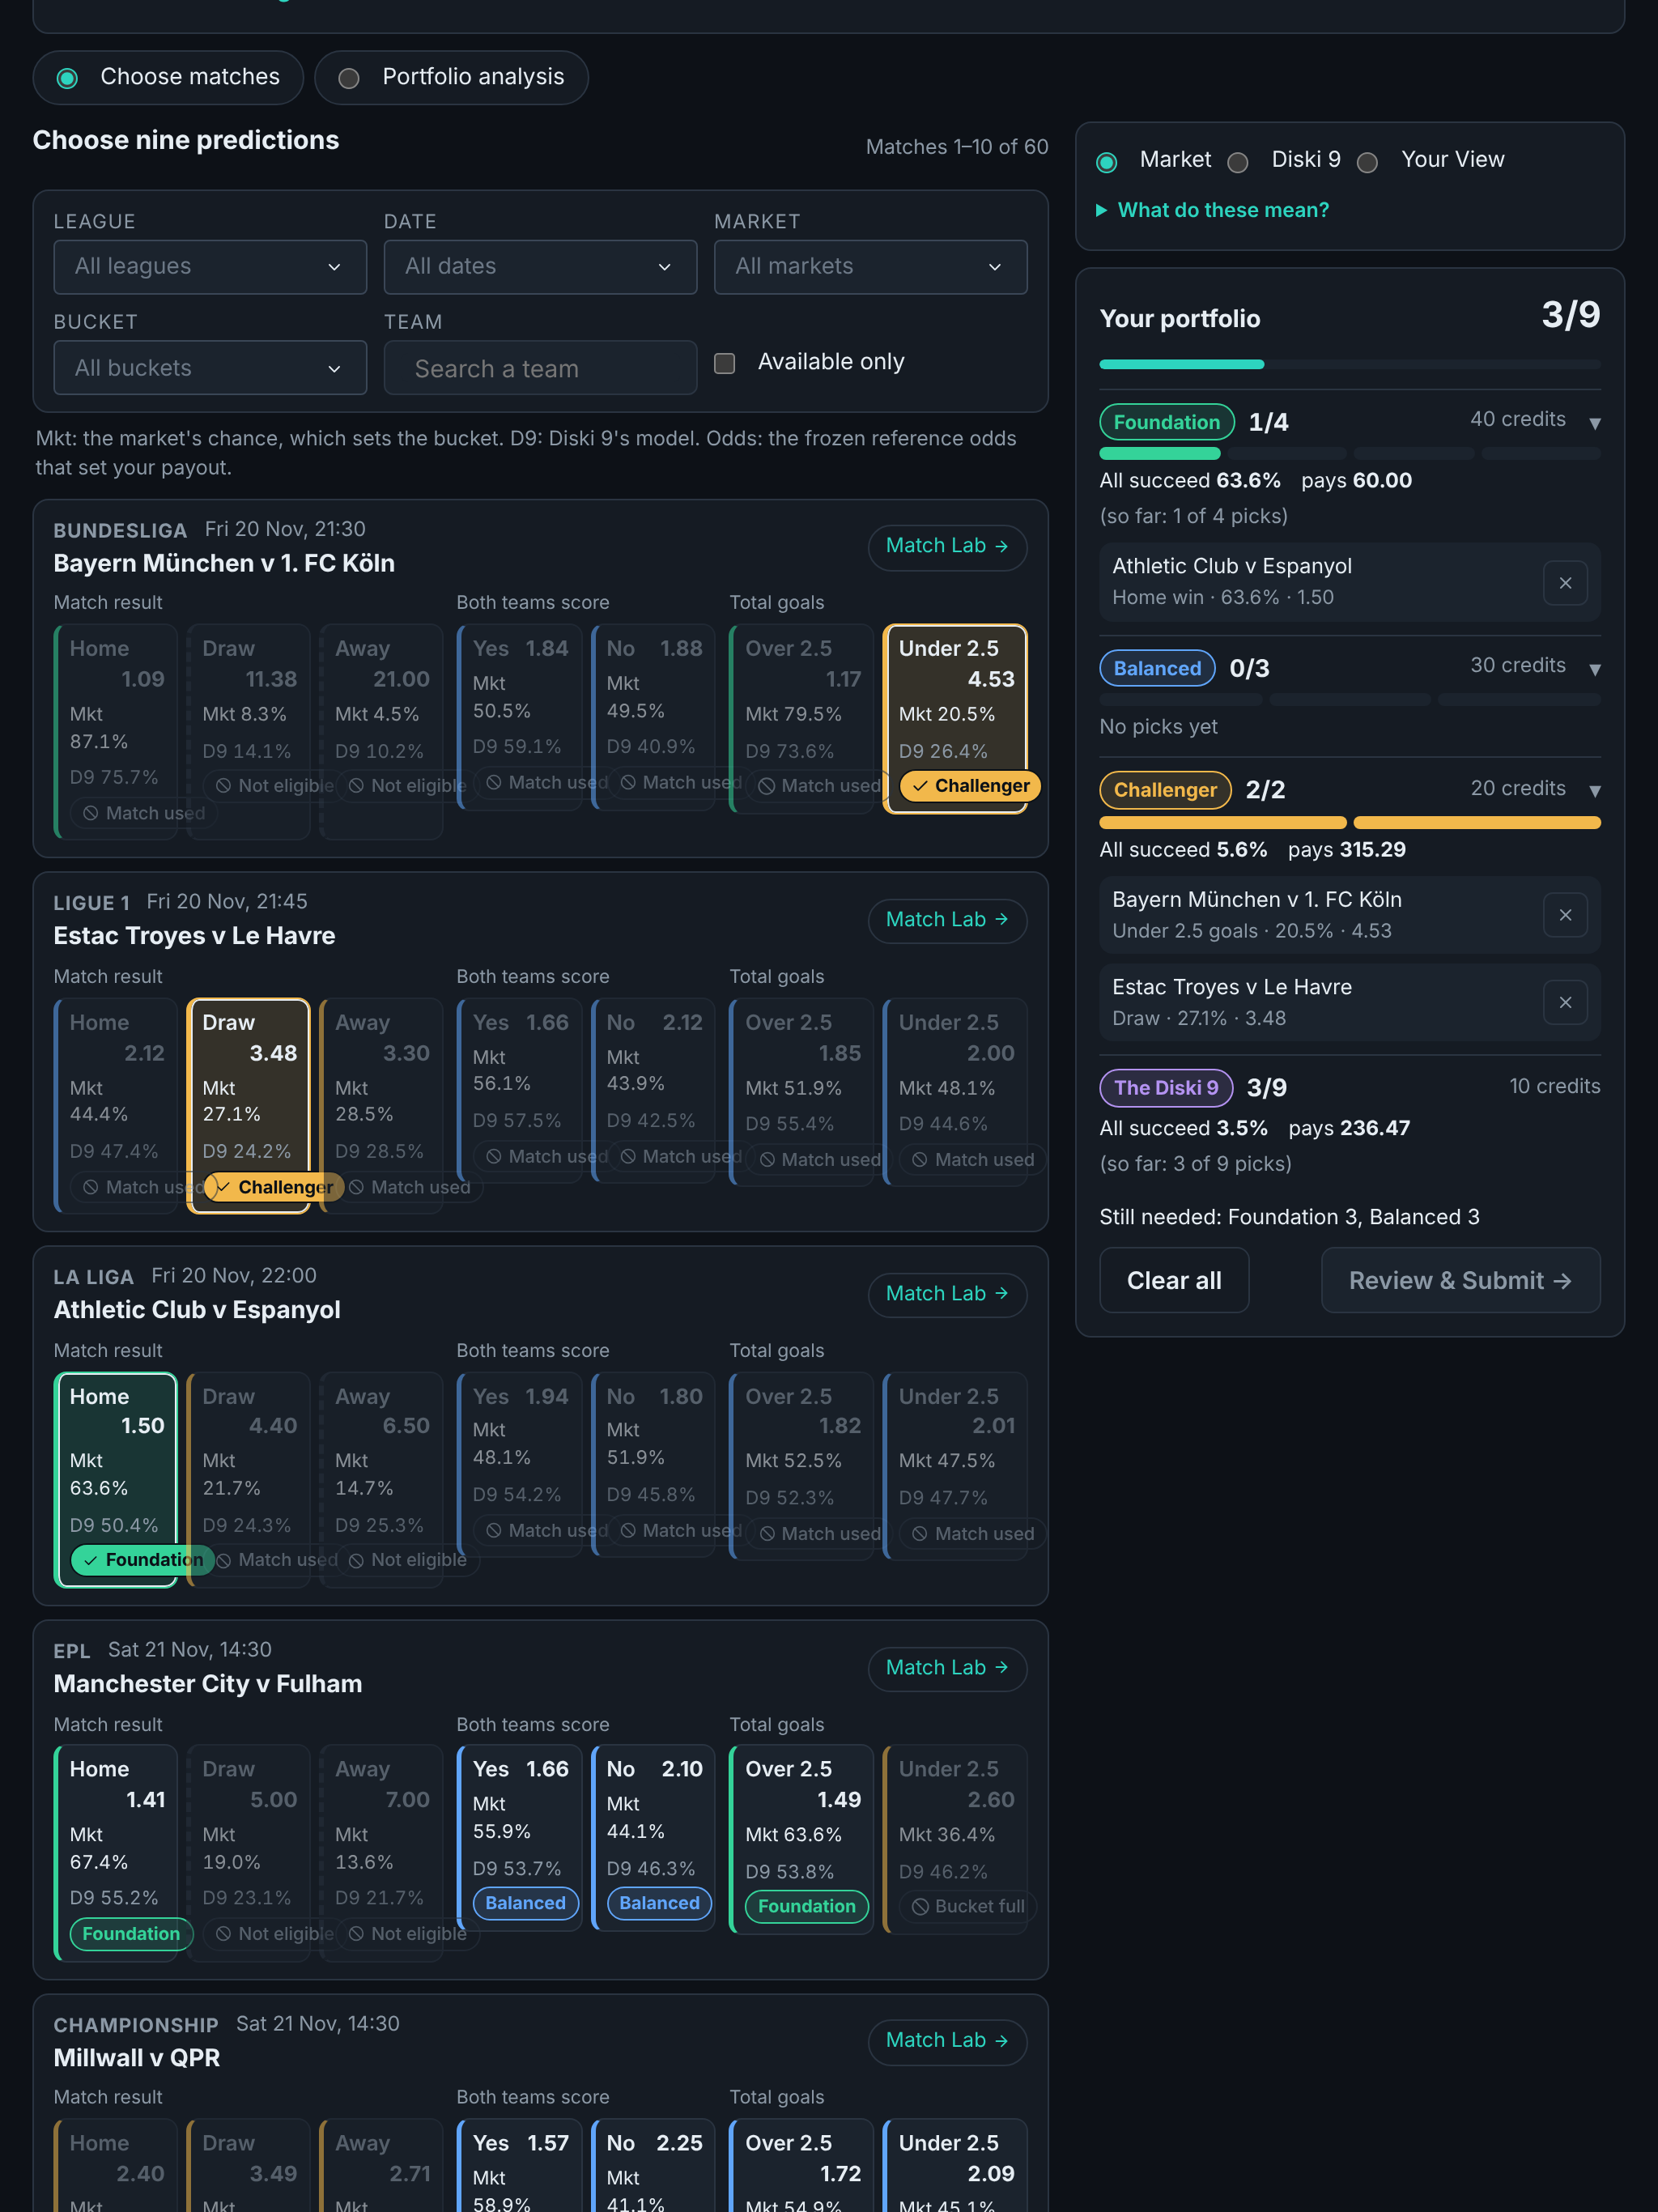 Choose matches
Portfolio analysis
Choose nine predictions
Matches 1–10 of 60
LEAGUE
DATE
MARKET
All leagues
All dates
All markets
BUCKET
TEAM
All buckets
Search a team
Available only
Mkt: the market's chance, which sets the bucket. D9: Diski 9's model. Odds: the frozen reference odds
that set your payout.
BUNDESLIGA Fri 20 Nov, 21:30
Bayern München v 1. FC Köln
Match Lab →
Match result
Home
1.09
Mkt
87.1%
D9 75.7%
Match used
Draw
11.38
Mkt 8.3%
D9 14.1%
Not eligible
Away
21.00
Mkt 4.5%
D9 10.2%
Not eligible
Both teams score
Yes 1.84
Mkt
50.5%
D9 59.1%
Match used
No 1.88
Mkt
49.5%
D9 40.9%
Match used
Total goals
Over 2.5
1.17
Mkt 79.5%
D9 73.6%
Match used
Under 2.5
4.53
Mkt 20.5%
D9 26.4%
✓ Challenger
LIGUE 1 Fri 20 Nov, 21:45
Estac Troyes v Le Havre
Match Lab →
Match result
Home
2.12
Mkt
44.4%
D9 47.4%
Match used
Draw
3.48
Mkt
27.1%
D9 24.2%
✓ Challenger
Away
3.30
Mkt
28.5%
D9 28.5%
Match used
Both teams score
Yes 1.66
Mkt
56.1%
D9 57.5%
Match used
No 2.12
Mkt
43.9%
D9 42.5%
Match used
Total goals
Over 2.5
1.85
Mkt 51.9%
D9 55.4%
Match used
Under 2.5
2.00
Mkt 48.1%
D9 44.6%
Match used
LA LIGA Fri 20 Nov, 22:00
Athletic Club v Espanyol
Match Lab →
Match result
Home
1.50
Mkt
63.6%
D9 50.4%
✓ Foundation
Draw
4.40
Mkt
21.7%
D9 24.3%
Match used
Away
6.50
Mkt
14.7%
D9 25.3%
Not eligible
Both teams score
Yes 1.94
Mkt
48.1%
D9 54.2%
Match used
No 1.80
Mkt
51.9%
D9 45.8%
Match used
Total goals
Over 2.5
1.82
Mkt 52.5%
D9 52.3%
Match used
Under 2.5
2.01
Mkt 47.5%
D9 47.7%
Match used
EPL Sat 21 Nov, 14:30
Manchester City v Fulham
Match Lab →
Match result
Home
1.41
Mkt
67.4%
D9 55.2%
Foundation
Draw
5.00
Mkt
19.0%
D9 23.1%
Not eligible
Away
7.00
Mkt
13.6%
D9 21.7%
Not eligible
Both teams score
Yes 1.66
Mkt
55.9%
D9 53.7%
Balanced
No 2.10
Mkt
44.1%
D9 46.3%
Balanced
Total goals
Over 2.5
1.49
Mkt 63.6%
D9 53.8%
Foundation
Under 2.5
2.60
Mkt 36.4%
D9 46.2%
Bucket full
CHAMPIONSHIP Sat 21 Nov, 14:30
Millwall v QPR
Match Lab →
Match result
Home
2.40
Mkt
Draw
3.49
Mkt
Away
2.71
Mkt
Both teams score
Yes 1.57
Mkt
58.9%
No 2.25
Mkt
41.1%
Total goals
Over 2.5
1.72
Mkt 54.9%
Under 2.5
2.09
Mkt 45.1%
Market
Diski 9
Your View
▶ What do these mean?
Your portfolio
3/9
Foundation 1/4
40 credits ▼
All succeed 63.6% pays 60.00
(so far: 1 of 4 picks)
Athletic Club v Espanyol
Home win · 63.6% · 1.50
×
Balanced 0/3
30 credits ▼
No picks yet
Challenger 2/2
20 credits ▼
All succeed 5.6% pays 315.29
Bayern München v 1. FC Köln
Under 2.5 goals · 20.5% · 4.53
×
Estac Troyes v Le Havre
Draw · 27.1% · 3.48
×
The Diski 9 3/9
10 credits
All succeed 3.5% pays 236.47
(so far: 3 of 9 picks)
Still needed: Foundation 3, Balanced 3
Clear all
Review & Submit →